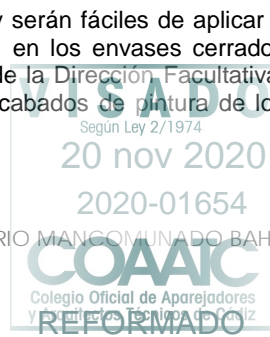 y serán fáciles de aplicar
en los envases cerrado
de la Dirección Facultativa
cabados de pintura de lo
VISADO
Según Ley 2/1974
20 nov 2020
2020-01654
RIO MANCOMUNADO BAH
COAAIC
Colegio Oficial de Aparejadores
y Arquitectos Técnicos de Cádiz
REFORMADO